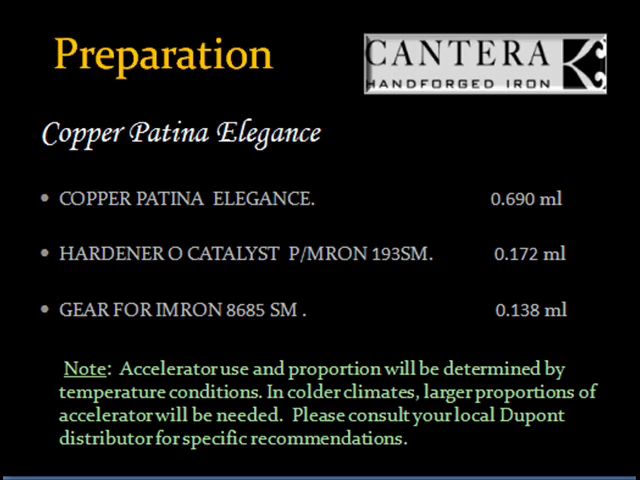 Preparation
CANTERA
HANDFORGED IRON
Copper Patina Elegance
• COPPER PATINA ELEGANCE. 0.690 ml
• HARDENER O CATALYST P/MRON 193SM. 0.172 ml
• GEAR FOR IMRON 8685 SM . 0.138 ml
Note: Accelerator use and proportion will be determined by
temperature conditions. In colder climates, larger proportions of
accelerator will be needed. Please consult your local Dupont
distributor for specific recommendations.